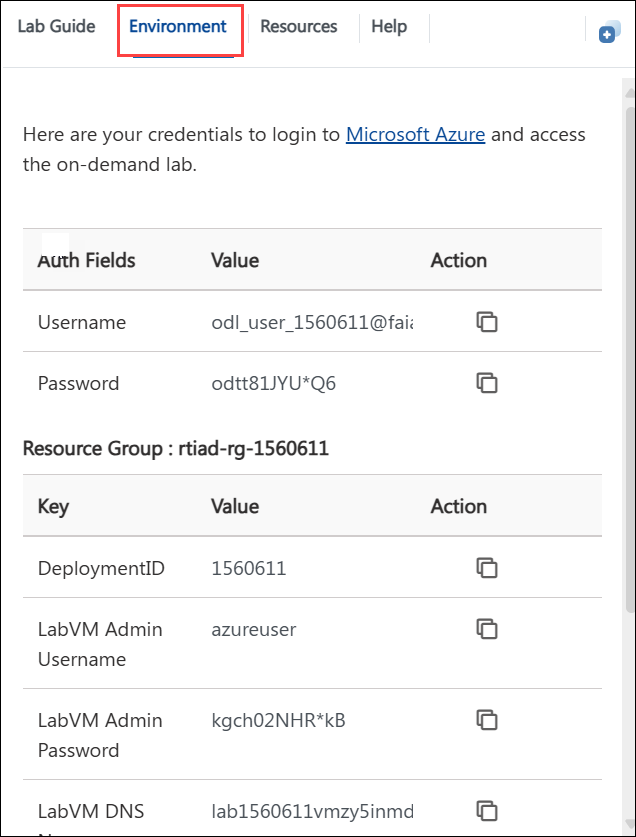 Lab Guide Environment Resources Help
Here are your credentials to login to Microsoft Azure and access
the on-demand lab.
Auth Fields Value Action
Username odl_user_1560611@faia
Password odtt81JYU*Q6
Resource Group : rtiad-rg-1560611
Key Value Action
DeploymentID 1560611
LabVM Admin azureuser
Username
LabVM Admin kgch02NHR*kB
Password
LabVM DNS lab1560611vmzy5inmd